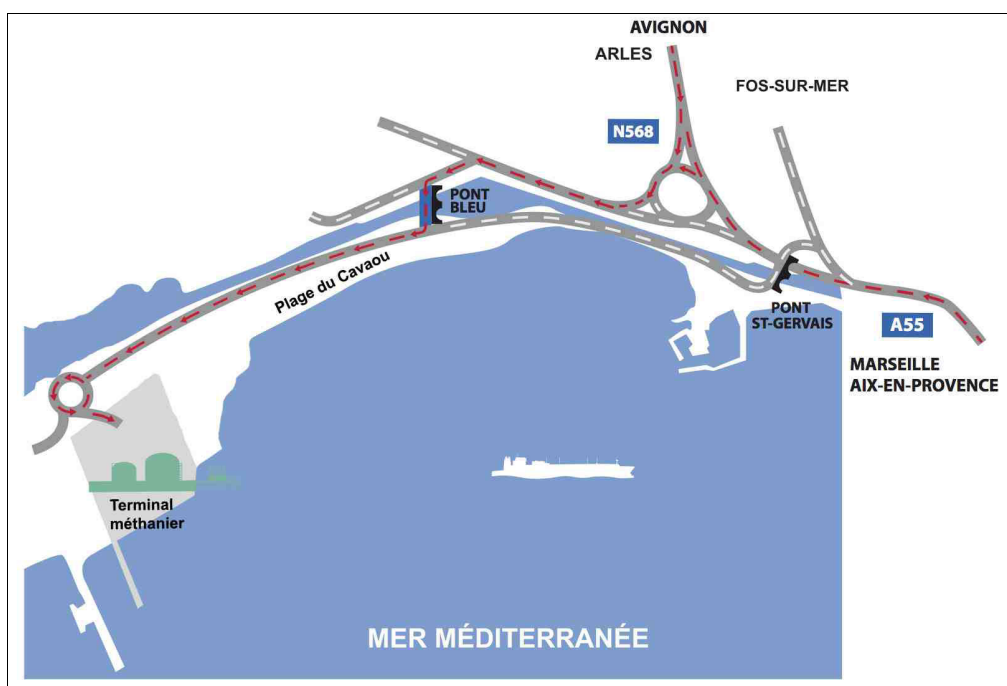 AVIGNON
ARLES
FOS-SUR-MER
N568
PONT
BLEU
Plage du Cavaou
PONT
ST-GERVAIS
A55
MARSEILLE
AIX-EN-PROVENCE
Terminal
méthanier
MER MÉDITERRANÉE